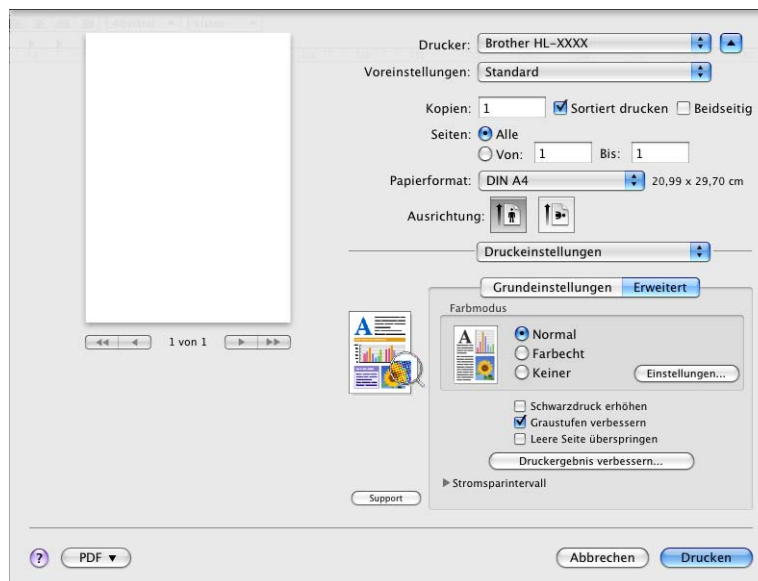 Drucker: Brother HL-XXXX
Voreinstellungen: Standard
Kopien: 1 Sortiert drucken Beidseitig
Seiten: Alle
Von: 1 Bis: 1
Papierformat: DIN A4 20,99 x 29,70 cm
Ausrichtung:
Druckeinstellungen
Grundeinstellungen Erweitert
Farbmodus
A
A
Normal
Farbecht
Keiner
Einstellungen...
1 von 1
Schwarzdruck erhöhen
Graustufen verbessern
Leere Seite überspringen
Druckergebnis verbessern...
Stromsparintervall
Support
? PDF Abbrechen Drucken